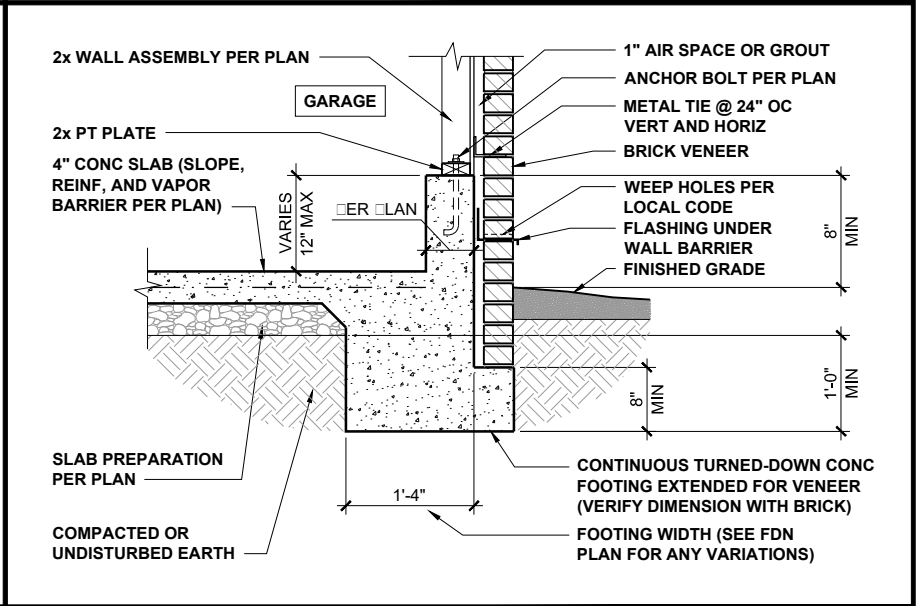 2x WALL ASSEMBLY PER PLAN
GARAGE
2x PT PLATE
4" CONC SLAB (SLOPE,
REINF, AND VAPOR
BARRIER PER PLAN)
VARIES
12" MAX
□ER □LAN
1" AIR SPACE OR GROUT
ANCHOR BOLT PER PLAN
METAL TIE @ 24" OC
VERT AND HORIZ
BRICK VENEER
WEEP HOLES PER
LOCAL CODE
FLASHING UNDER
WALL BARRIER
FINISHED GRADE
8"
MIN
1'-0"
MIN
8"
MIN
SLAB PREPARATION
PER PLAN
COMPACTED OR
UNDISTURBED EARTH
1'-4"
CONTINUOUS TURNED-DOWN CONC
FOOTING EXTENDED FOR VENEER
(VERIFY DIMENSION WITH BRICK)
FOOTING WIDTH (SEE FDN
PLAN FOR ANY VARIATIONS)